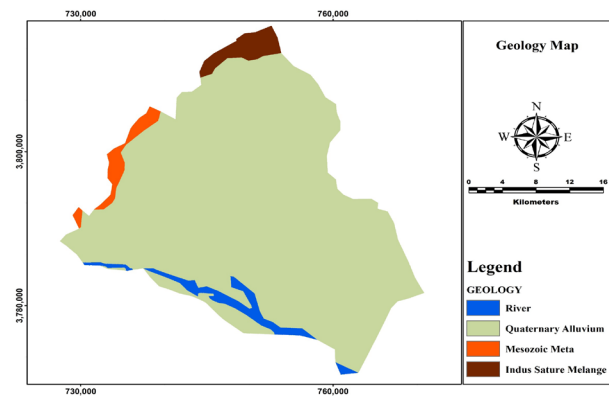 730,000 760,000
3,800,000
3,780,000
730,000 760,000
Geology Map
N
W E
S
0 4 8 12 16
Kilometers
Legend
GEOLOGY
River
Quaternary Alluvium
Mesozoic Meta
Indus Sature Melange